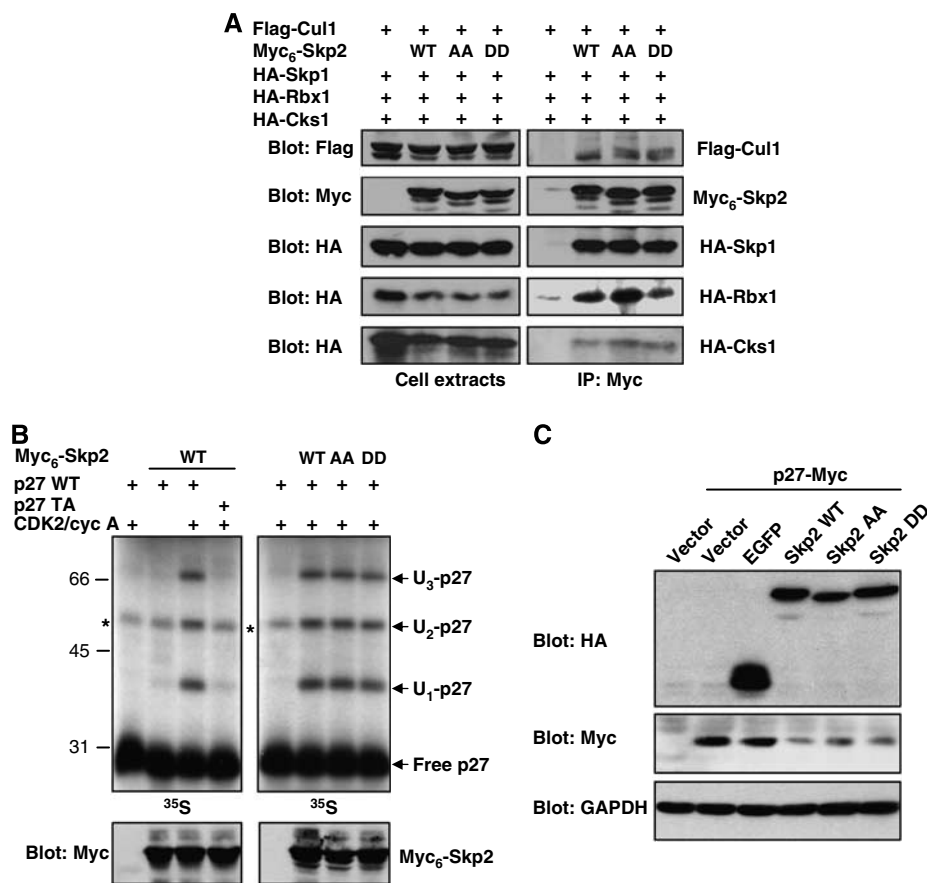 A
Flag-Cul1 + + + + + + + +
Myc6-Skp2 WT AA DD WT AA DD
HA-Skp1 + + + + + + + +
HA-Rbx1 + + + + + + + +
HA-Cks1 + + + + + + + +
Blot: Flag Flag-Cul1
Blot: Myc Myc6-Skp2
Blot: HA HA-Skp1
Blot: HA HA-Rbx1
Blot: HA HA-Cks1
Cell extracts IP: Myc
B
Myc6-Skp2 WT WT AA DD
p27 WT + + + + + + +
p27 TA +
CDK2/cyc A + + + + + + +
66 U3-p27
* * U2-p27
45
U1-p27
31
Free p27
35S 35S
Blot: Myc Myc6-Skp2
C
p27-Myc
Vector Vector EGFP Skp2 WT Skp2 AA Skp2 DD
Blot: HA
Blot: Myc
Blot: GAPDH